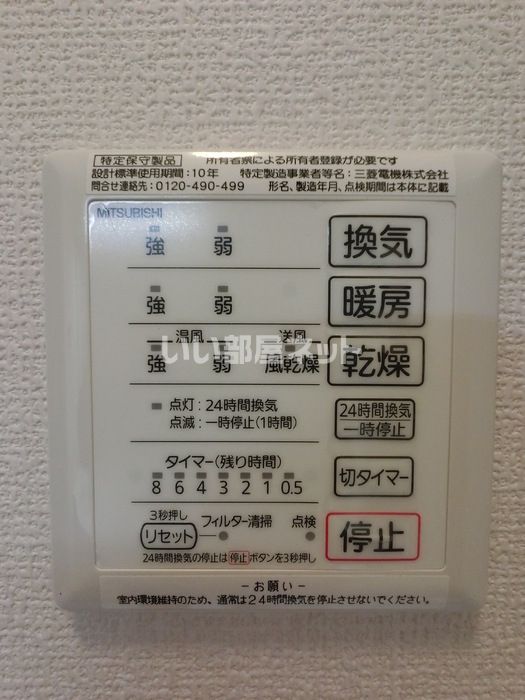 特定保守製品 所有者票による所有者登録が必要です
設計標準使用期間：10年 特定製造事業者等名：三菱電機株式会社
問合せ連絡先：0120-490-499 形名、製造年月、点検期間は本体に記載
MITSUBISHI
強 弱 換気
強 弱 暖房
温風 送風
強 弱 風乾燥 乾燥
いい部屋ネット
点灯：24時間換気
点滅：一時停止(1時間)
24時間換気
一時停止
タイマー(残り時間)
8 6 4 3 2 1 0.5
切タイマー
3秒押し
リセット フィルター清掃 点検
停止
24時間換気の停止は停止ボタンを3秒押し
－お願い－
室内環境維持のため、通常は24時間換気を停止させないでください。